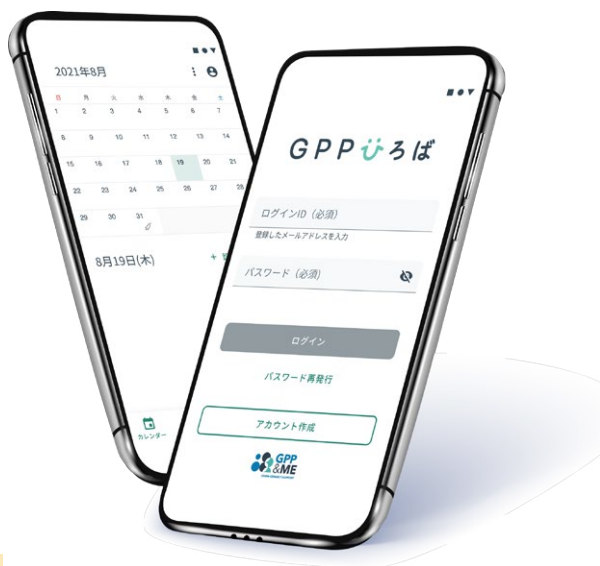 2021年8月
日 月 火 水 木 金 土
1 2 3 4 5 6 7
8 9 10 11 12 13 14
15 16 17 18 19 20 21
22 23 24 25 26 27 28
29 30 31
8月19日(木)
+
カレンダー
GPPひろば
ログインID（必須）
登録したメールアドレスを入力
パスワード（必須）
ログイン
パスワード再発行
アカウント作成
GPP
&ME